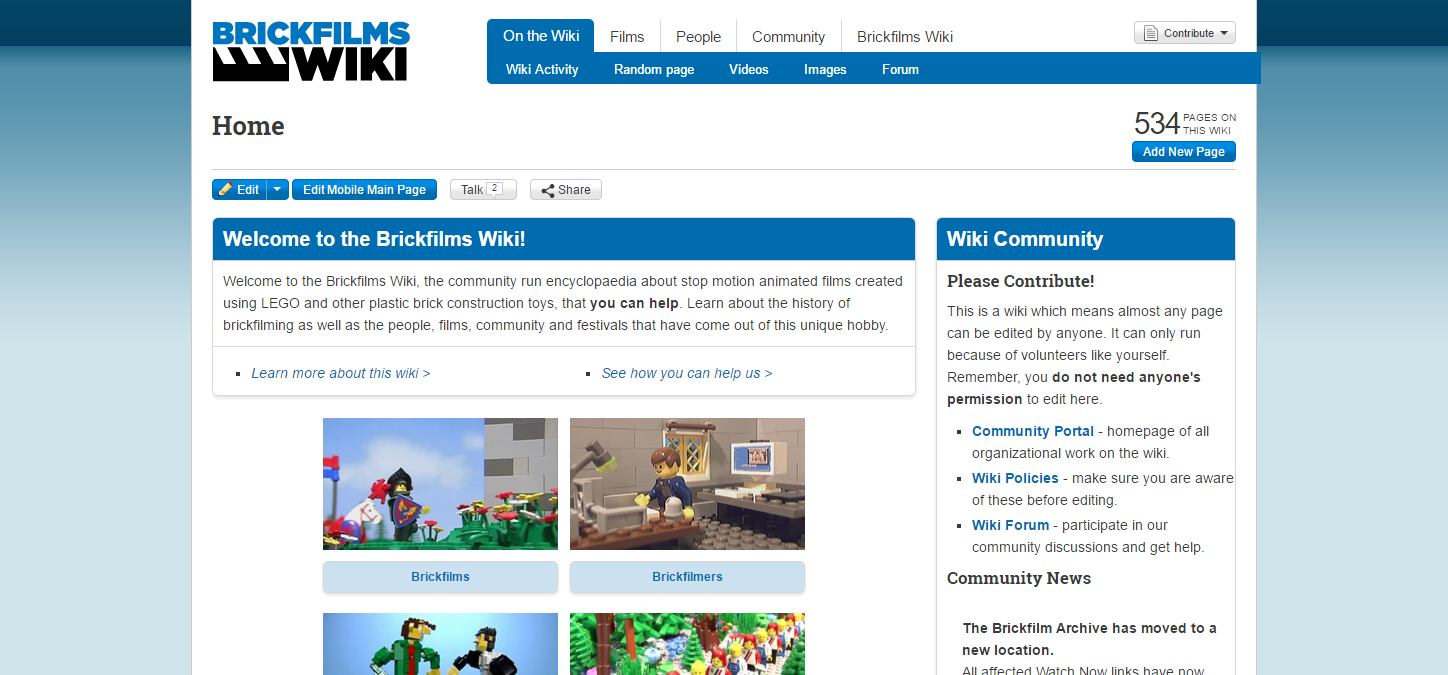 BRICKFILMS
WIKI
On the Wiki
Films
People
Community
Brickfilms Wiki
Contribute
Wiki Activity
Random page
Videos
Images
Forum
Home
534 PAGES ON
THIS WIKI
Add New Page
Edit
Edit Mobile Main Page
Talk 2
Share
Welcome to the Brickfilms Wiki!
Welcome to the Brickfilms Wiki, the community run encyclopaedia about stop motion animated films created
using LEGO and other plastic brick construction toys, that you can help. Learn about the history of
brickfilming as well as the people, films, community and festivals that have come out of this unique hobby.
Learn more about this wiki >
See how you can help us >
Brickfilms
Brickfilmers
Wiki Community
Please Contribute!
This is a wiki which means almost any page
can be edited by anyone. It can only run
because of volunteers like yourself.
Remember, you do not need anyone's
permission to edit here.
Community Portal - homepage of all
organizational work on the wiki.
Wiki Policies - make sure you are aware
of these before editing.
Wiki Forum - participate in our
community discussions and get help.
Community News
The Brickfilm Archive has moved to a
new location.
All affected Watch Now links have now